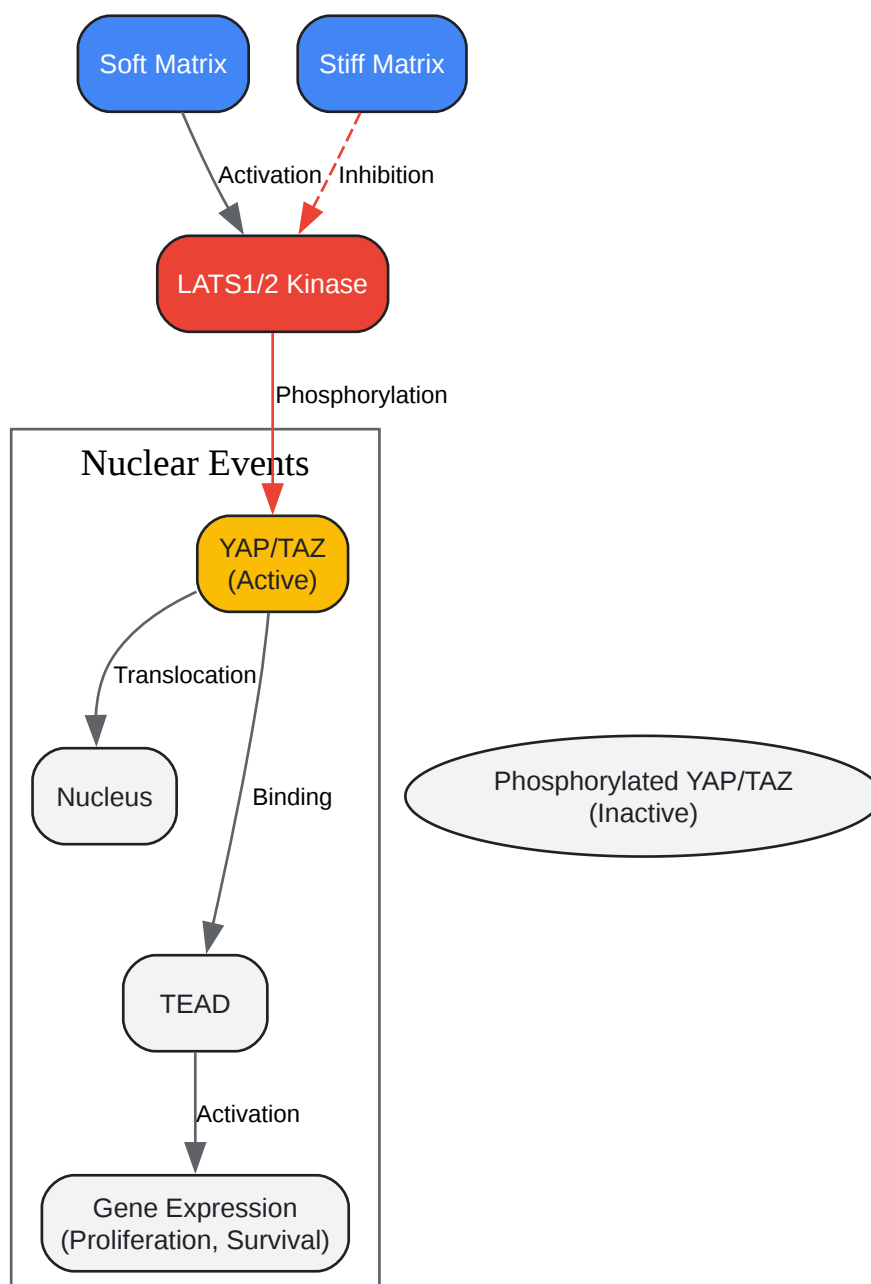 Soft Matrix
Stiff Matrix
Activation
Inhibition
LATS1/2 Kinase
Phosphorylation
Nuclear Events
YAP/TAZ
(Active)
Translocation
Nucleus
Binding
Phosphorylated YAP/TAZ
(Inactive)
TEAD
Activation
Gene Expression
(Proliferation, Survival)